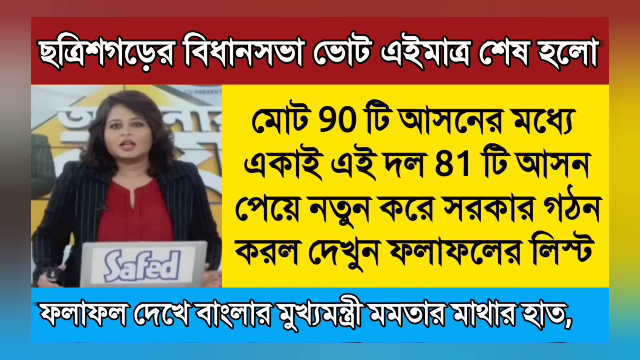 ছত্রিশগড়ের বিধানসভা ভোট এইমাত্র শেষ হলো
মোট 90 টি আসনের মধ্যে
একাই এই দল 81 টি আসন
পেয়ে নতুন করে সরকার গঠন
করল দেখুন ফলাফলের লিস্ট
Safed
ফলাফল দেখে বাংলার মুখ্যমন্ত্রী মমতার মাথার হাত,